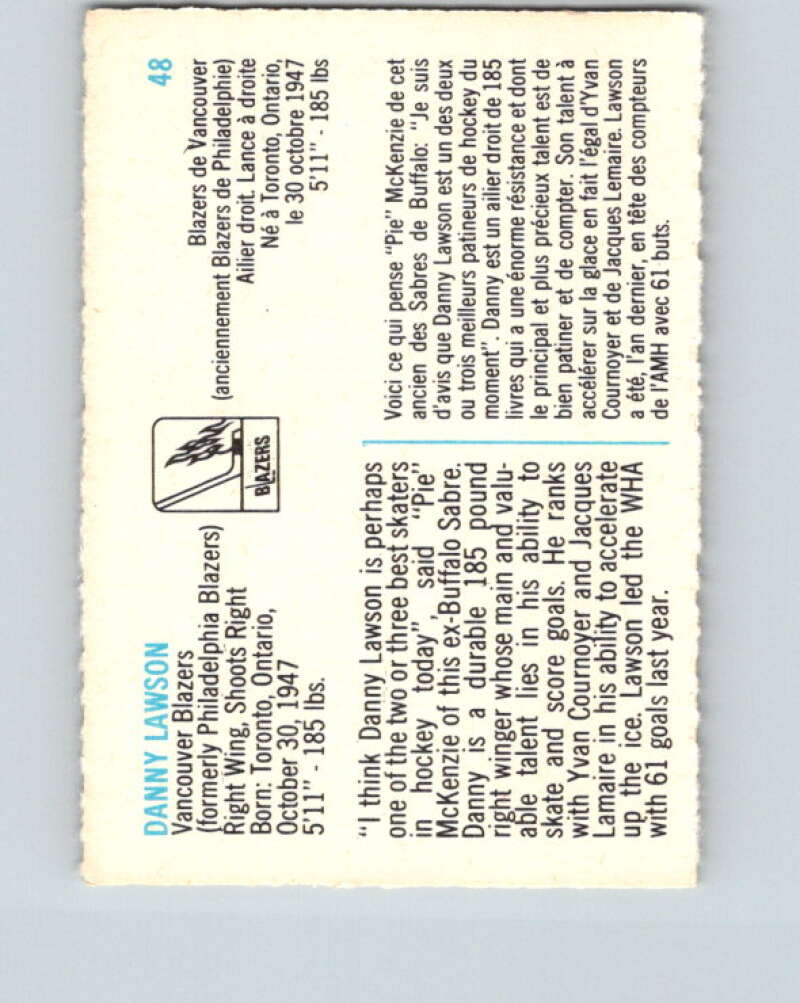 DANNY LAWSON
Vancouver Blazers
(formerly Philadelphia Blazers)
Right Wing, Shoots Right
Born: Toronto, Ontario,
October 30, 1947
5'11" - 185 lbs.
BLAZERS
48
Blazers de Vancouver
(anciennement Blazers de Philadelphie)
Ailier droit. Lance à droite
Né à Toronto, Ontario,
le 30 octobre 1947
5'11" - 185 lbs
"I think Danny Lawson is perhaps
one of the two or three best skaters
in hockey today", said "Pie"
McKenzie of this ex-Buffalo Sabre.
Danny is a durable 185 pound
right winger whose main and valu-
able talent lies in his ability to
skate and score goals. He ranks
with Yvan Cournoyer and Jacques
Lamaire in his ability to accelerate
up the ice. Lawson led the WHA
with 61 goals last year.
Voici ce qui pense "Pie" McKenzie de cet
ancien des Sabres de Buffalo: "Je suis
d'avis que Danny Lawson est un des deux
ou trois meilleurs patineurs de hockey du
moment". Danny est un ailier droit de 185
livres qui a une énorme résistance et dont
le principal et plus précieux talent est de
bien patiner et de compter. Son talent à
accélérer sur la glace en fait l'égal d'Yvan
Cournoyer et de Jacques Lemaire. Lawson
a été, l'an dernier, en tête des compteurs
de l'AMH avec 61 buts.